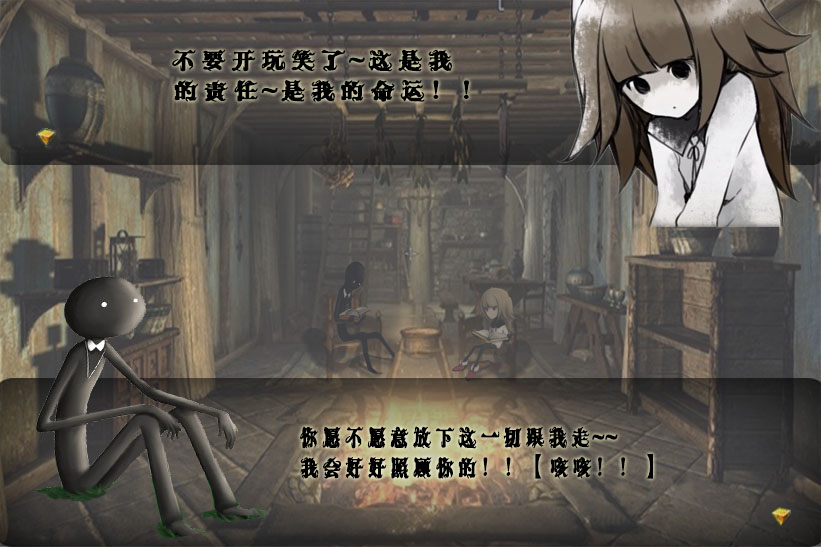 不要开玩笑了~这是我
的责任~是我的命运！！
你愿不愿意放下这一切跟我走~~
我会好好照顾你的！！【咳咳！！】